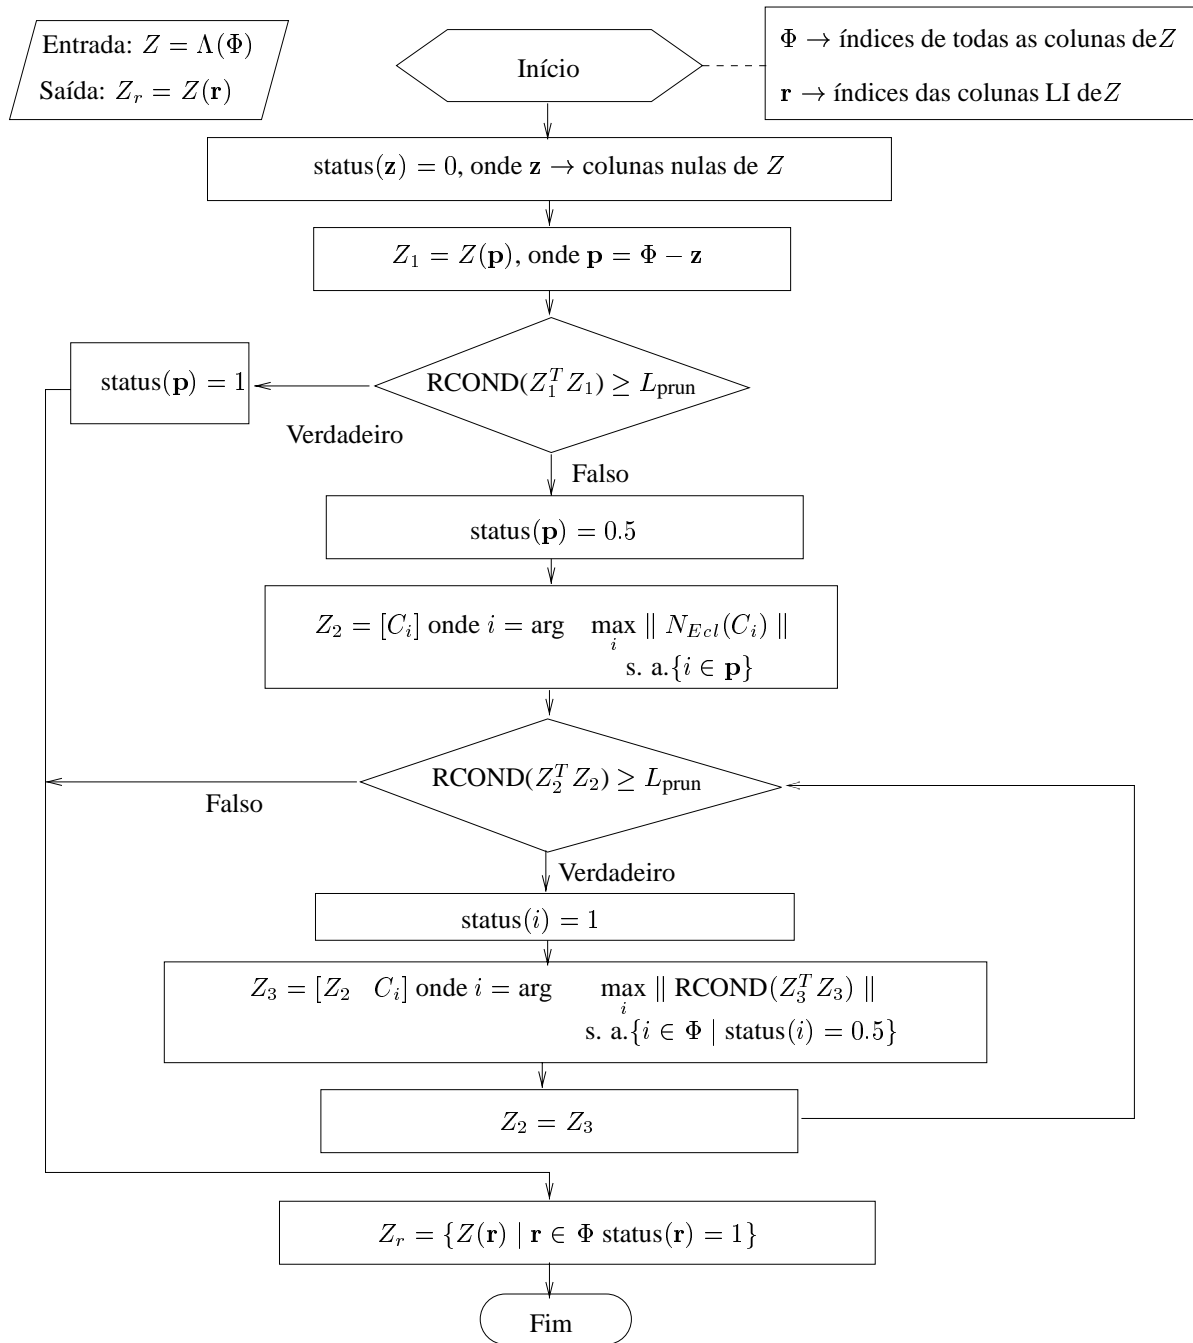 Entrada: Z = Λ(Φ)
Saída: Z_r = Z(r)
Início
Φ → índices de todas as colunas deZ
r → índices das colunas LI deZ
status(z) = 0, onde z → colunas nulas de Z
Z_1 = Z(p), onde p = Φ − z
RCOND(Z_1^T Z_1) ≥ L_prun
status(p) = 1
Verdadeiro
Falso
status(p) = 0.5
Z_2 = [C_i] onde i = arg max_i ∥ N_Ecl(C_i) ∥
s. a.{i ∈ p}
RCOND(Z_2^T Z_2) ≥ L_prun
Falso
Verdadeiro
status(i) = 1
Z_3 = [Z_2 C_i] onde i = arg max_i ∥ RCOND(Z_3^T Z_3) ∥
s. a.{i ∈ Φ | status(i) = 0.5}
Z_2 = Z_3
Z_r = {Z(r) | r ∈ Φ status(r) = 1}
Fim